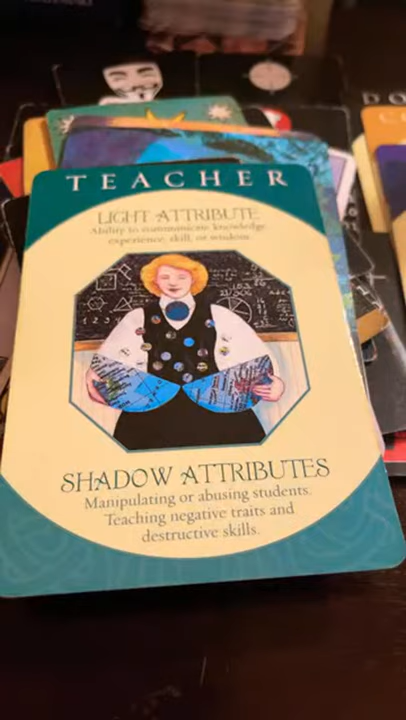 TEACHER
LIGHT ATTRIBUTE
Ability to communicate knowledge,
experience, skill, or wisdom.
SHADOW ATTRIBUTES
Manipulating or abusing students.
Teaching negative traits and
destructive skills.